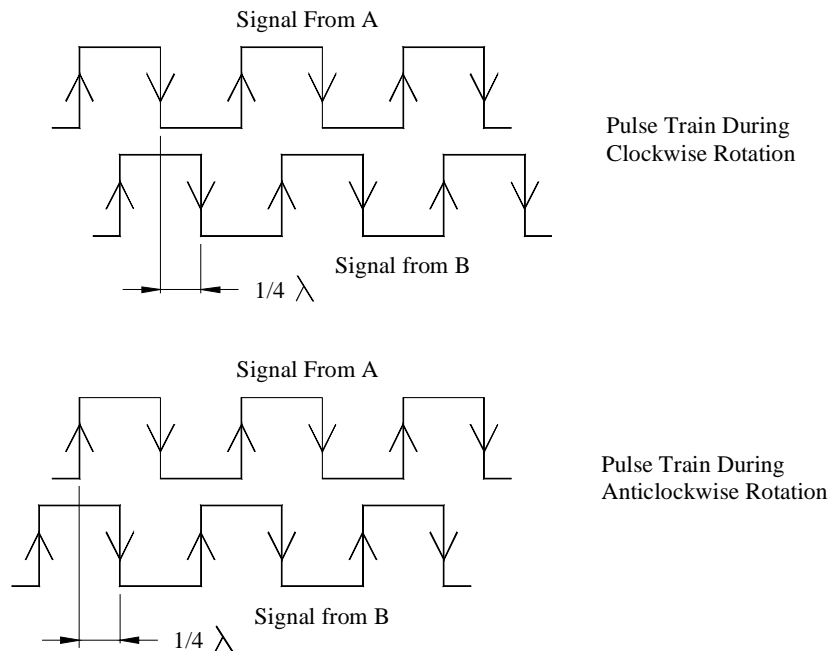 Signal From A
Pulse Train During
Clockwise Rotation
Signal from B
1/4 λ
Signal From A
Pulse Train During
Anticlockwise Rotation
Signal from B
1/4 λ